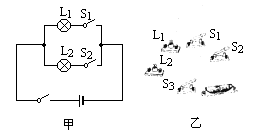 L₁ S₁
L₂ S₂
甲
L₁ S₁
S₂
L₂
S₃
乙